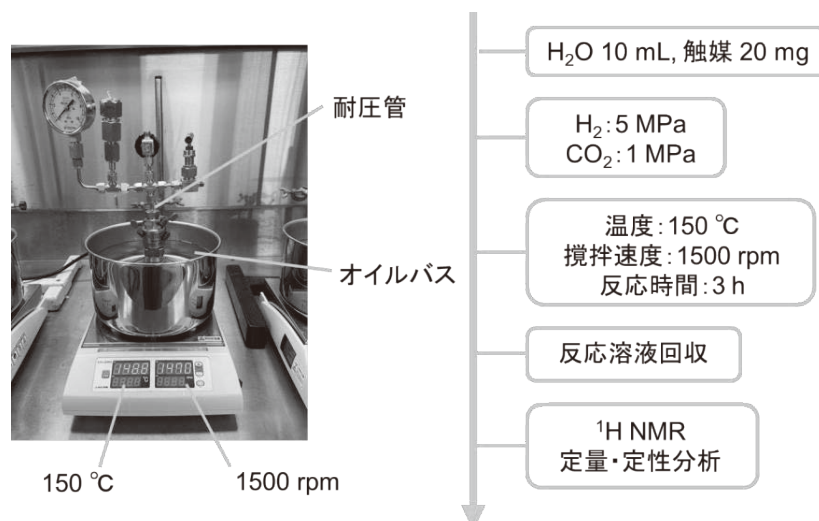 耐圧管
オイルバス
150 ℃
1500 rpm
H₂O 10 mL, 触媒 20 mg
H₂：5 MPa
CO₂：1 MPa
温度：150 ℃
撹拌速度：1500 rpm
反応時間：3 h
反応溶液回収
¹H NMR
定量・定性分析